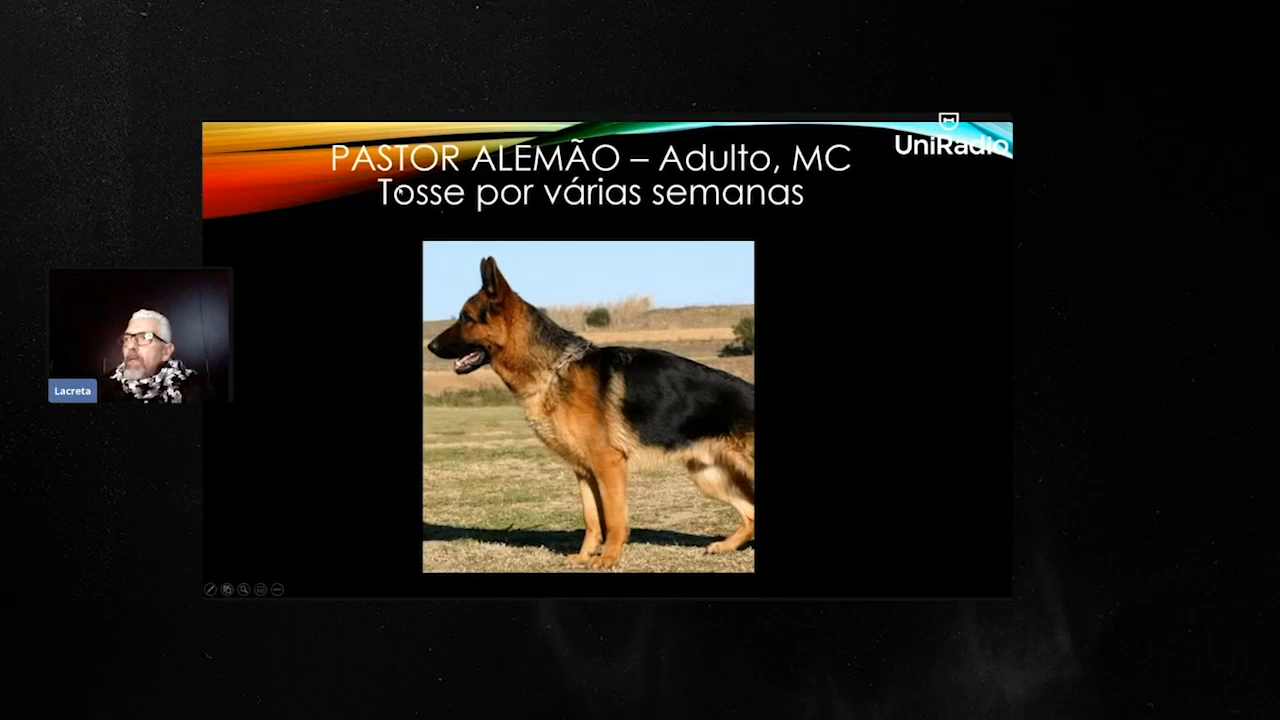 UniRadio
PASTOR ALEMÃO – Adulto, MC
Tosse por várias semanas
Lacreta